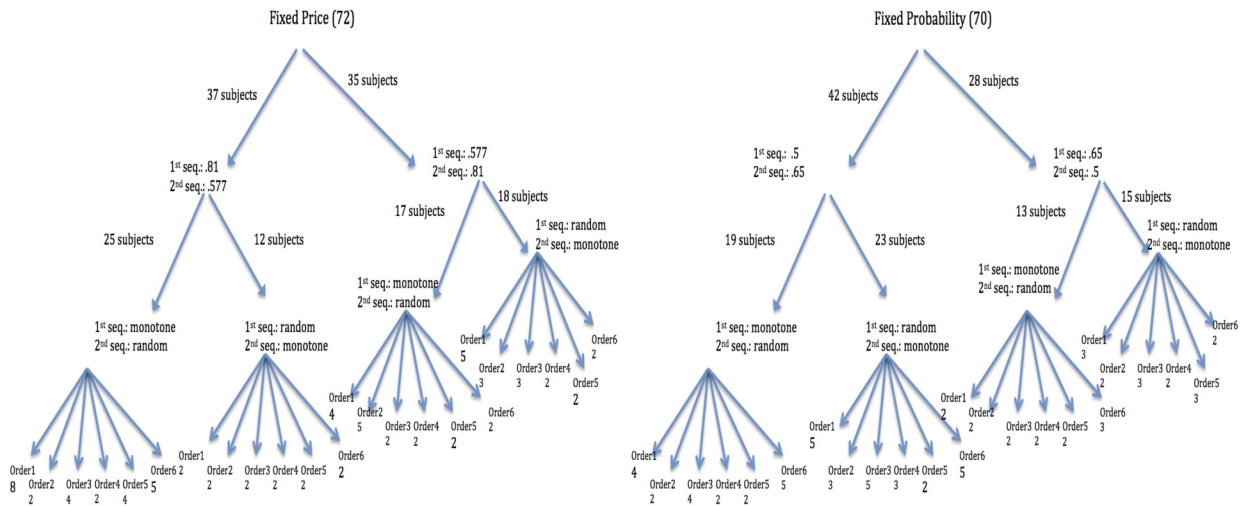 Fixed Price (72)
37 subjects
35 subjects
1st seq.: .81
2nd seq.: .577
1st seq.: .577
2nd seq.: .81
25 subjects
12 subjects
17 subjects
18 subjects
1st seq.: monotone
2nd seq.: random
1st seq.: random
2nd seq.: monotone
1st seq.: monotone
2nd seq.: random
1st seq.: random
2nd seq.: monotone
Order1
8
Order2
2
Order3
4
Order4
2
Order5
4
Order6
5
Order1
2
Order2
2
Order3
2
Order4
2
Order5
2
Order6
2
Order1
4
Order2
5
Order3
2
Order4
2
Order5
2
Order6
2
Order1
5
Order2
3
Order3
3
Order4
2
Order5
2
Order6
2
Fixed Probability (70)
42 subjects
28 subjects
1st seq.: .5
2nd seq.: .65
1st seq.: .65
2nd seq.: .5
19 subjects
23 subjects
13 subjects
15 subjects
1st seq.: monotone
2nd seq.: random
1st seq.: random
2nd seq.: monotone
1st seq.: monotone
2nd seq.: random
1st seq.: random
2nd seq.: monotone
Order1
4
Order2
2
Order3
4
Order4
2
Order5
2
Order6
5
Order1
5
Order2
3
Order3
5
Order4
3
Order5
2
Order6
5
Order1
2
Order2
2
Order3
2
Order4
2
Order5
2
Order6
3
Order1
3
Order2
2
Order3
3
Order4
2
Order5
3
Order6
2